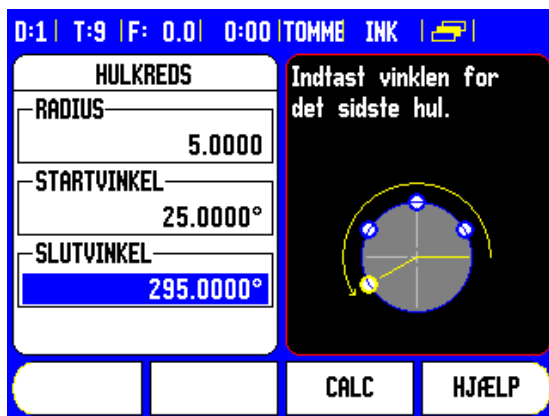 D:1 T:9 F: 0.0 0:00 TOMME INK
HULKREDS
RADIUS
5.0000
STARTVINKEL
25.0000°
SLUTVINKEL
295.0000°
Indtast vinklen for
det sidste hul.
CALC
HJÆLP